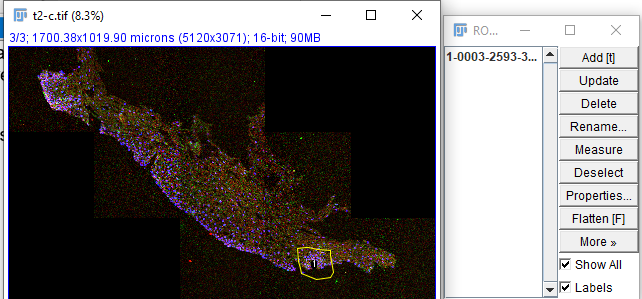 t2-c.tif (8.3%)
3/3; 1700.38x1019.90 microns (5120x3071); 16-bit; 90MB
1
RO...
1-0003-2593-3...
Add [t]
Update
Delete
Rename...
Measure
Deselect
Properties...
Flatten [F]
More »
Show All
Labels